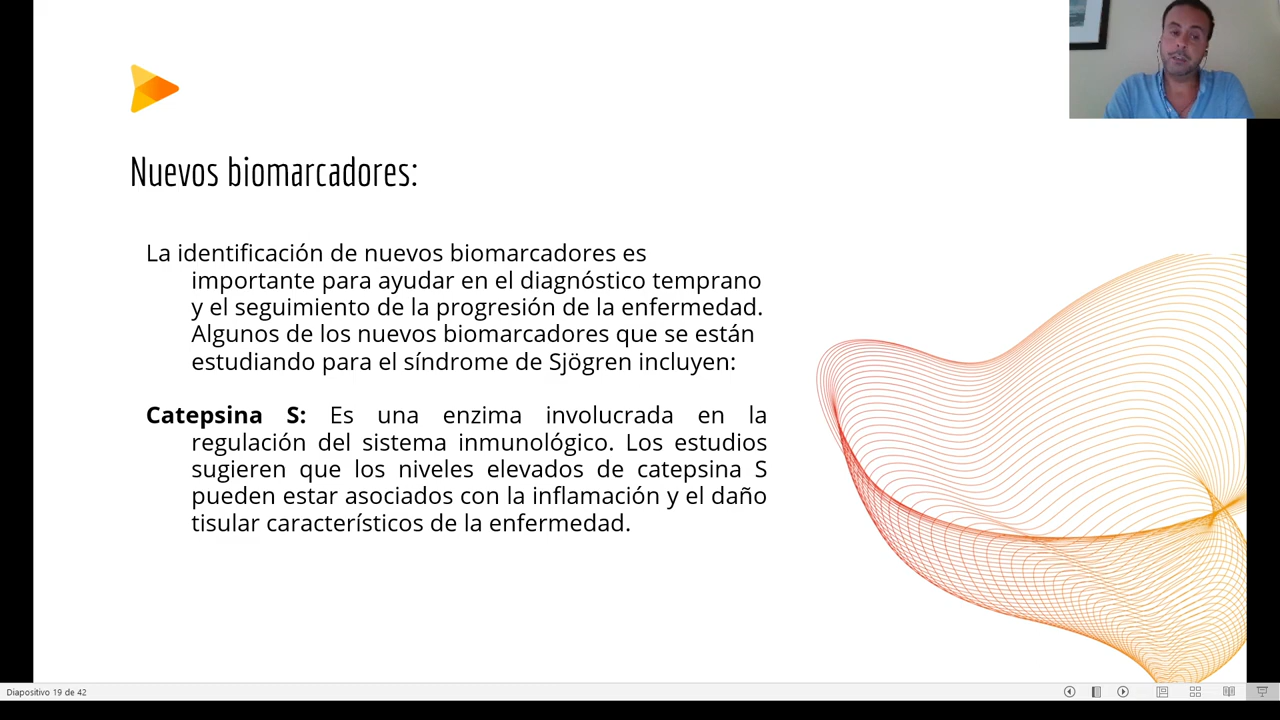 Nuevos biomarcadores:
La identificación de nuevos biomarcadores es
importante para ayudar en el diagnóstico temprano
y el seguimiento de la progresión de la enfermedad.
Algunos de los nuevos biomarcadores que se están
estudiando para el síndrome de Sjögren incluyen:
Catepsina S: Es una enzima involucrada en la
regulación del sistema inmunológico. Los estudios
sugieren que los niveles elevados de catepsina S
pueden estar asociados con la inflamación y el daño
tisular característicos de la enfermedad.
Diapositivo 19 de 42